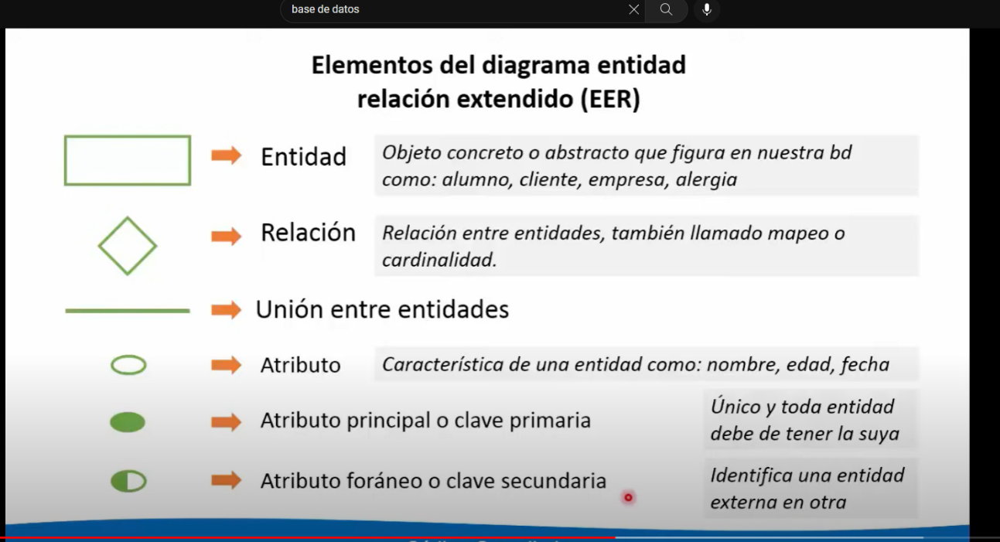 base de datos
Elementos del diagrama entidad
relación extendido (EER)
Entidad
Objeto concreto o abstracto que figura en nuestra bd
como: alumno, cliente, empresa, alergia
Relación
Relación entre entidades, también llamado mapeo o
cardinalidad.
Unión entre entidades
Atributo
Característica de una entidad como: nombre, edad, fecha
Atributo principal o clave primaria
Único y toda entidad
debe de tener la suya
Atributo foráneo o clave secundaria
Identifica una entidad
externa en otra